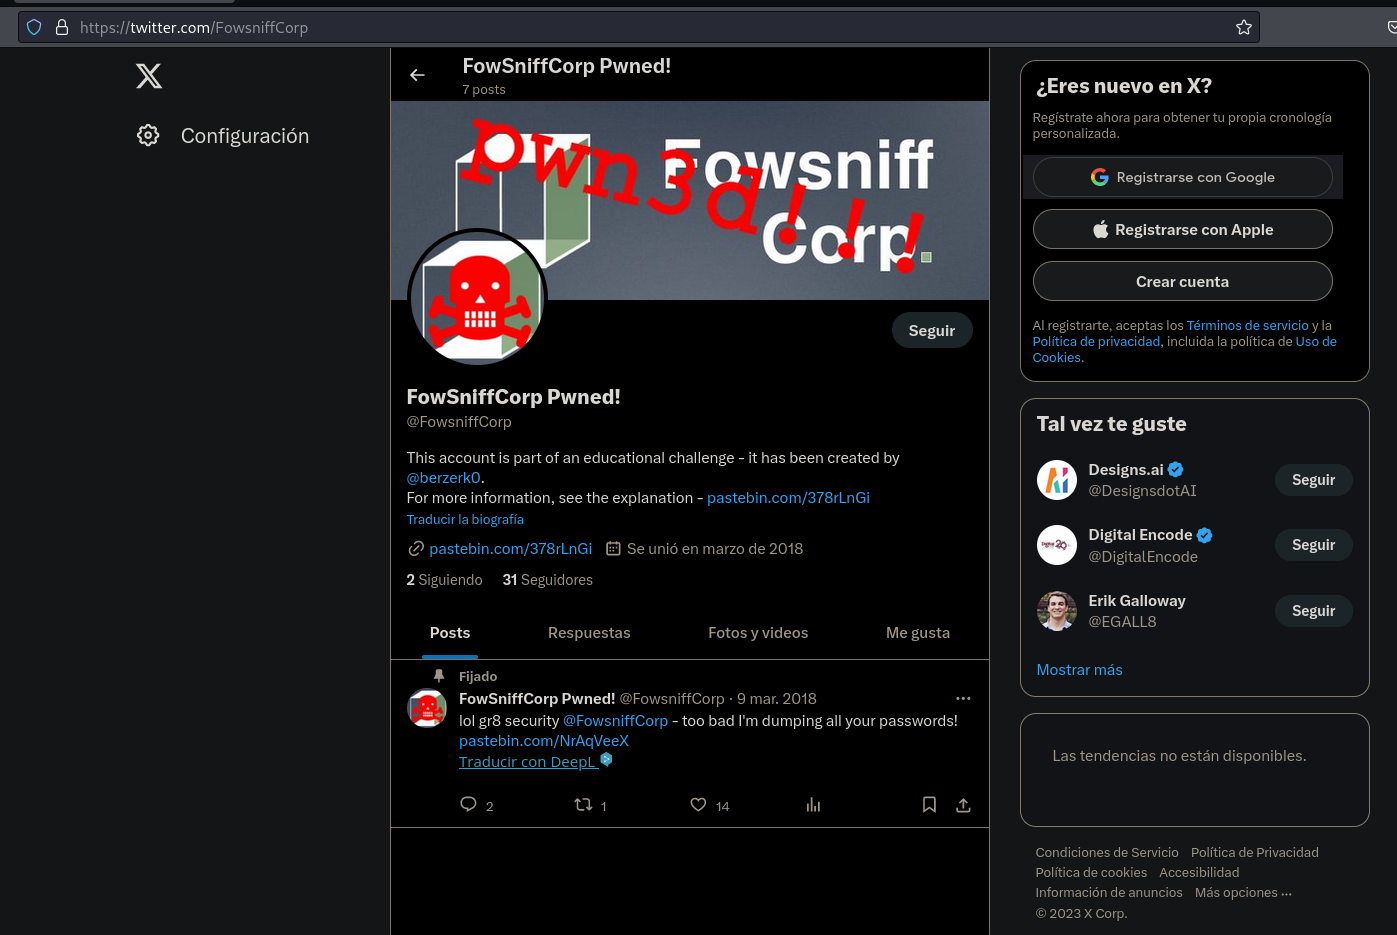 https://twitter.com/FowsniffCorp
Configuración
FowSniffCorp Pwned!
7 posts
pwn3d!!!
Fowsniff
Corp.
Seguir
FowSniffCorp Pwned!
@FowsniffCorp
This account is part of an educational challenge - it has been created by
@berzerk0.
For more information, see the explanation - pastebin.com/378rLnGi
Traducir la biografía
pastebin.com/378rLnGi Se unió en marzo de 2018
2 Siguiendo 31 Seguidores
Posts Respuestas Fotos y videos Me gusta
Fijado
FowSniffCorp Pwned! @FowsniffCorp · 9 mar. 2018 ···
lol gr8 security @FowsniffCorp - too bad I'm dumping all your passwords!
pastebin.com/NrAqVeeX
Traducir con DeepL
2 1 14
¿Eres nuevo en X?
Regístrate ahora para obtener tu propia cronología
personalizada.
Registrarse con Google
Registrarse con Apple
Crear cuenta
Al registrarte, aceptas los Términos de servicio y la
Política de privacidad, incluida la política de Uso de
Cookies.
Tal vez te guste
Designs.ai
@DesignsdotAI
Seguir
Digital Encode
@DigitalEncode
Seguir
Erik Galloway
@EGALL8
Seguir
Mostrar más
Las tendencias no están disponibles.
Condiciones de Servicio Política de Privacidad
Política de cookies Accesibilidad
Información de anuncios Más opciones ···
© 2023 X Corp.